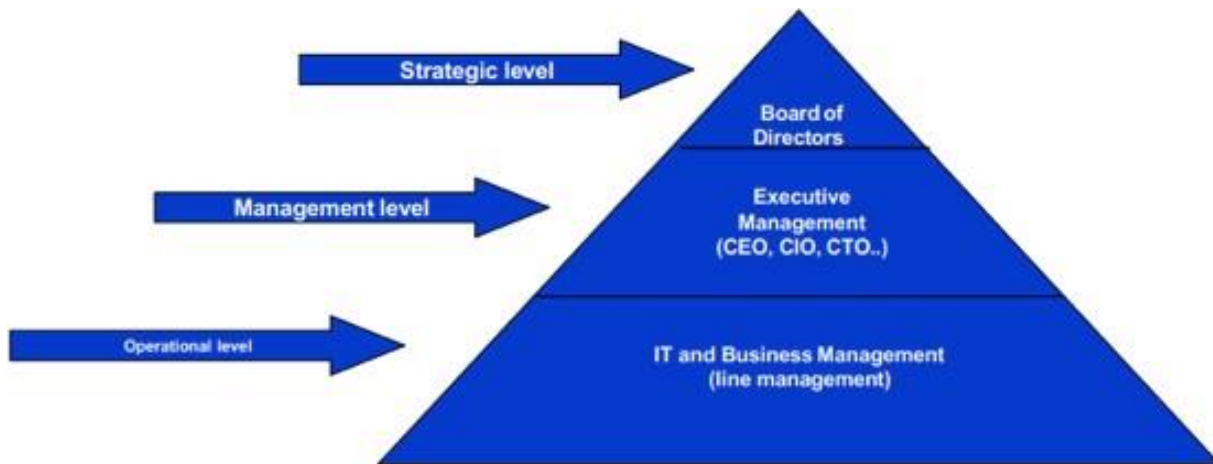 Strategic level
Board of
Directors
Management level
Executive
Management
(CEO, CIO, CTO..)
Operational level
IT and Business Management
(line management)